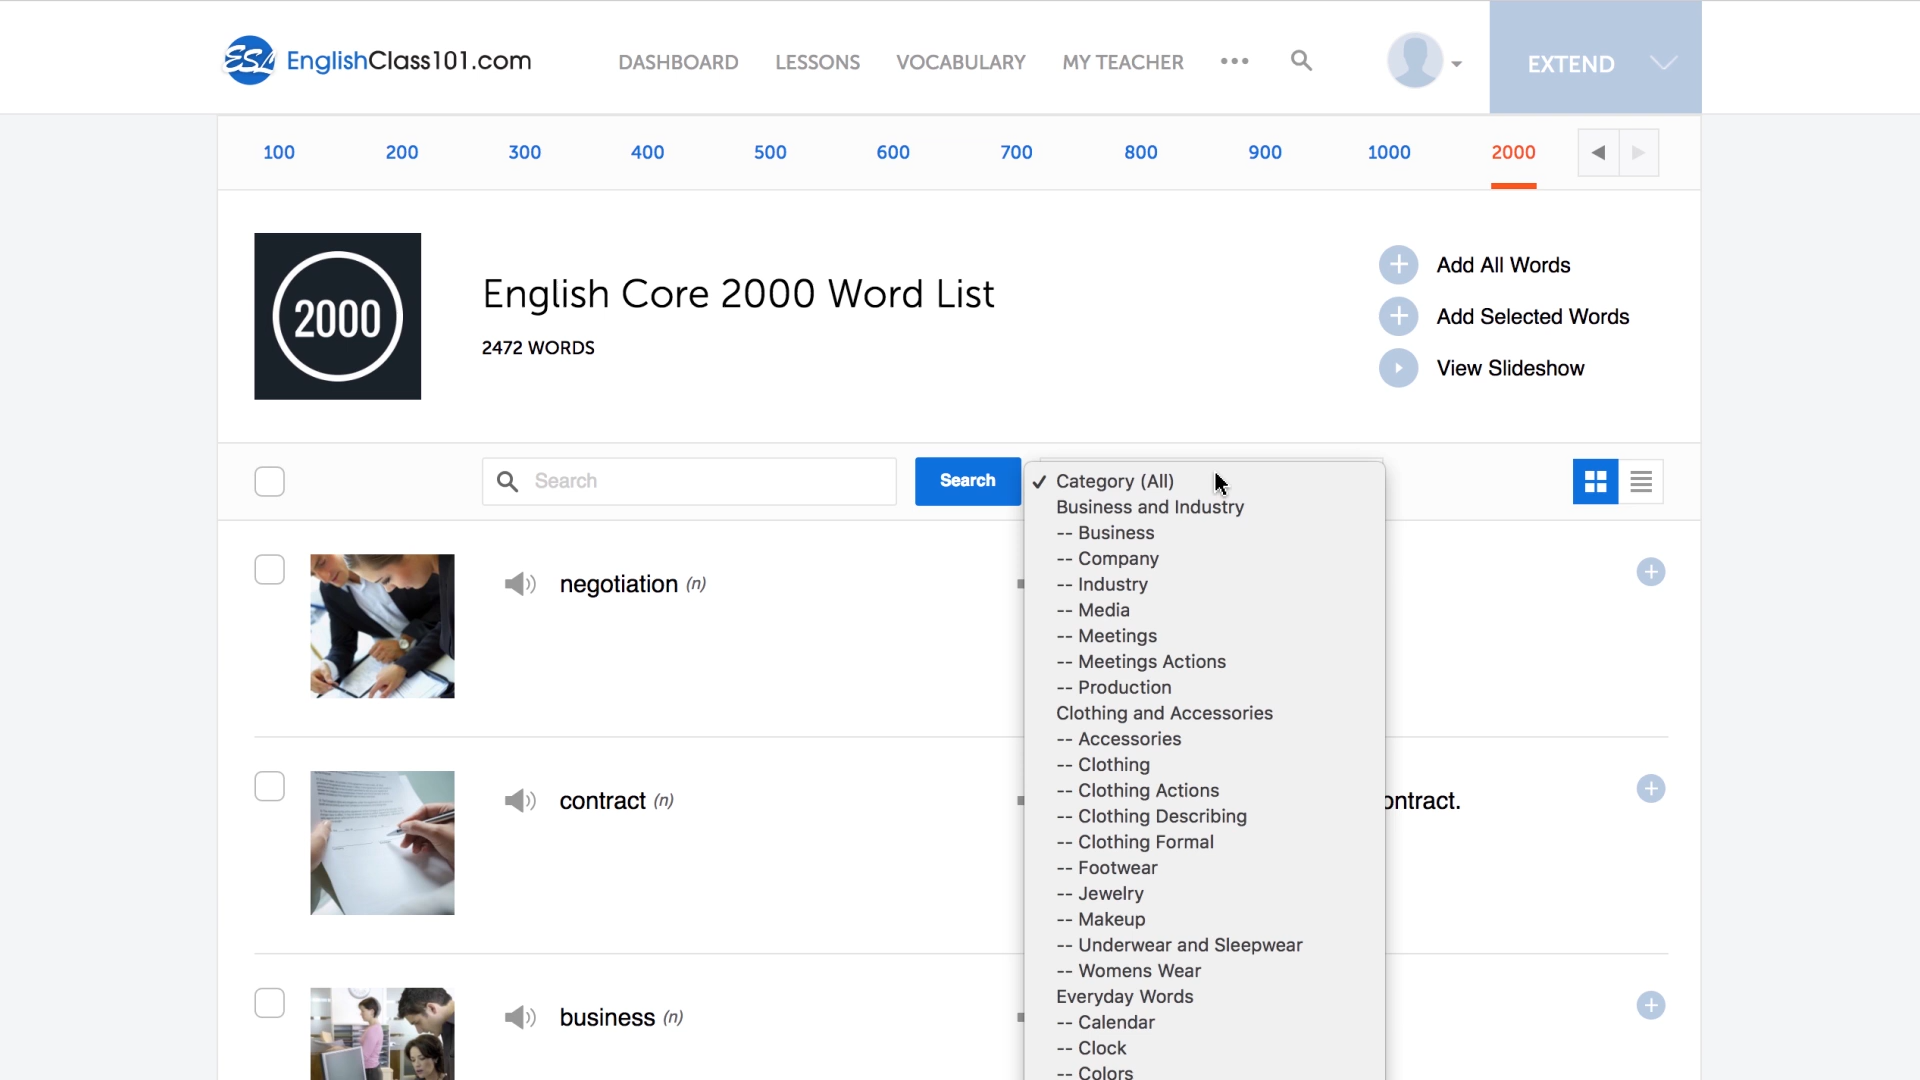 ESL EnglishClass101.com
DASHBOARD LESSONS VOCABULARY MY TEACHER ••• EXTEND
100 200 300 400 500 600 700 800 900 1000 2000
2000
English Core 2000 Word List
2472 WORDS
Add All Words
Add Selected Words
View Slideshow
Search Search
✓ Category (All)
Business and Industry
-- Business
-- Company
-- Industry
-- Media
-- Meetings
-- Meetings Actions
-- Production
Clothing and Accessories
-- Accessories
-- Clothing
-- Clothing Actions
-- Clothing Describing
-- Clothing Formal
-- Footwear
-- Jewelry
-- Makeup
-- Underwear and Sleepwear
-- Womens Wear
Everyday Words
-- Calendar
-- Clock
-- Colors
negotiation (n)
contract (n) ontract.
business (n)